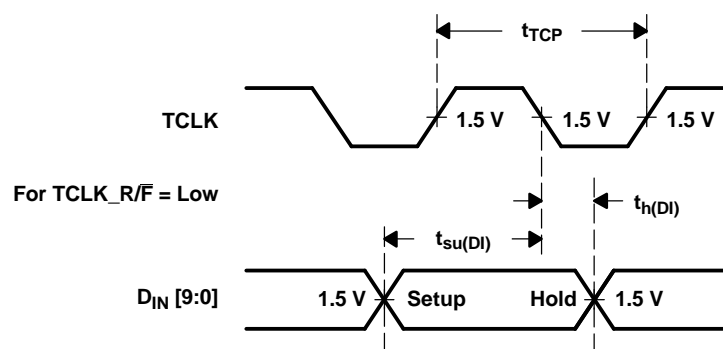 tTCP
TCLK 1.5 V 1.5 V 1.5 V
For TCLK_R/F̅ = Low
th(DI)
tsu(DI)
DIN [9:0] 1.5 V Setup Hold 1.5 V